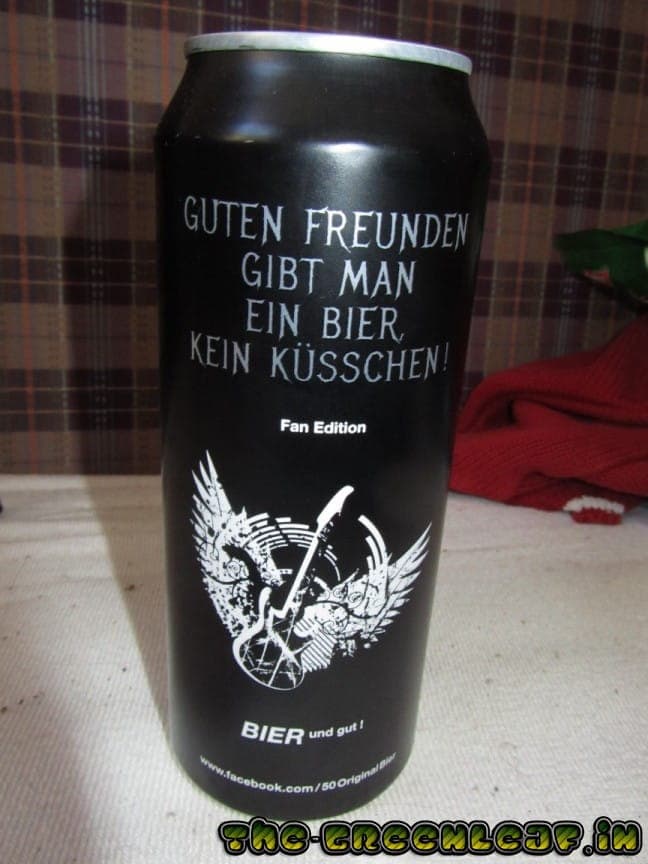 GUTEN FREUNDEN
GIBT MAN
EIN BIER,
KEIN KÜSSCHEN!
Fan Edition
BIER und gut!
www.facebook.com/50OriginalBier
THC-GREENLEAF.IN